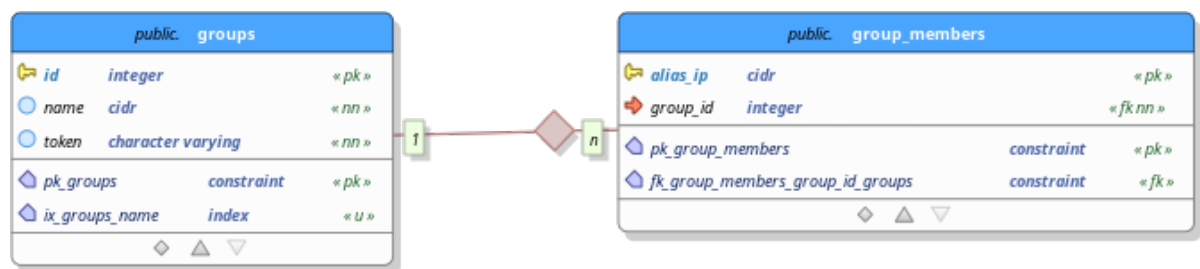 public. groups
id integer «pk»
name cidr «nn»
token character varying «nn»
pk_groups constraint «pk»
ix_groups_name index «u»
1
n
public. group_members
alias_ip cidr «pk»
group_id integer «fk nn»
pk_group_members constraint «pk»
fk_group_members_group_id_groups constraint «fk»